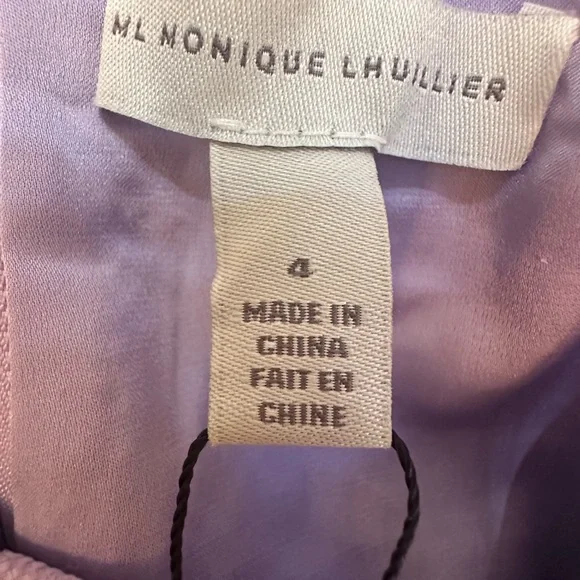 ML MONIQUE LHUILLIER
4
MADE IN
CHINA
FAIT EN
CHINE